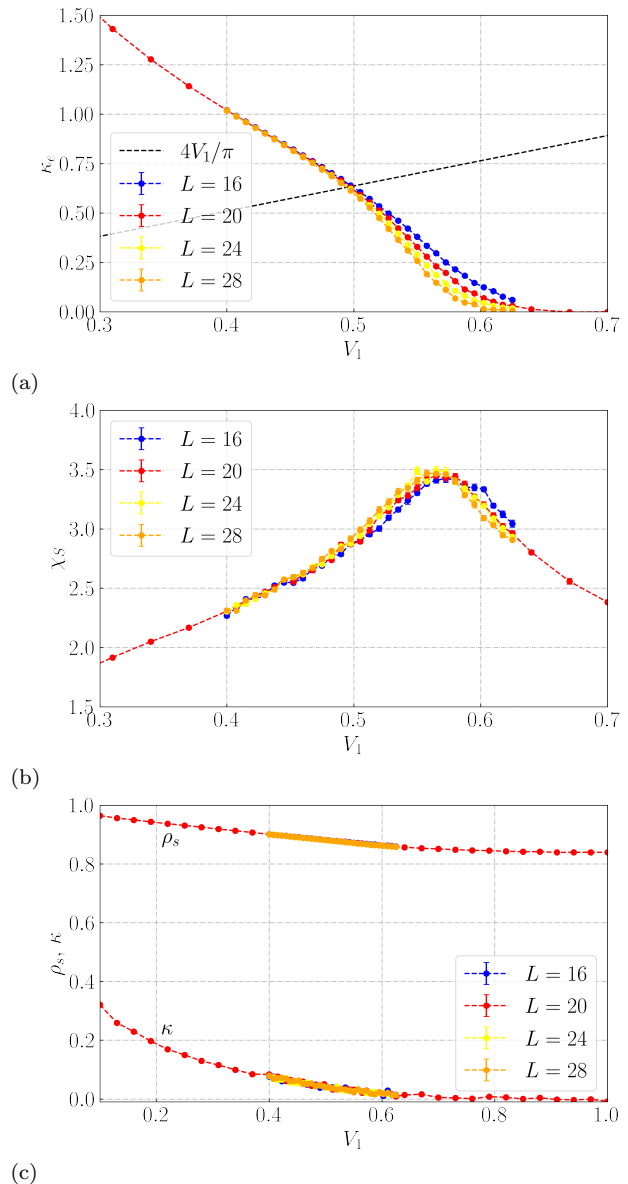 1.50
1.25
1.00
0.75
0.50
0.25
0.00
κₑ
4V₁/π
L = 16
L = 20
L = 24
L = 28
0.3 0.4 0.5 0.6 0.7
V₁
(a)
4.0
3.5
3.0
2.5
2.0
1.5
χ_S
L = 16
L = 20
L = 24
L = 28
0.3 0.4 0.5 0.6 0.7
V₁
(b)
1.0
0.8
0.6
0.4
0.2
0.0
ρₛ, κ
ρₛ
κ
L = 16
L = 20
L = 24
L = 28
0.2 0.4 0.6 0.8 1.0
V₁
(c)